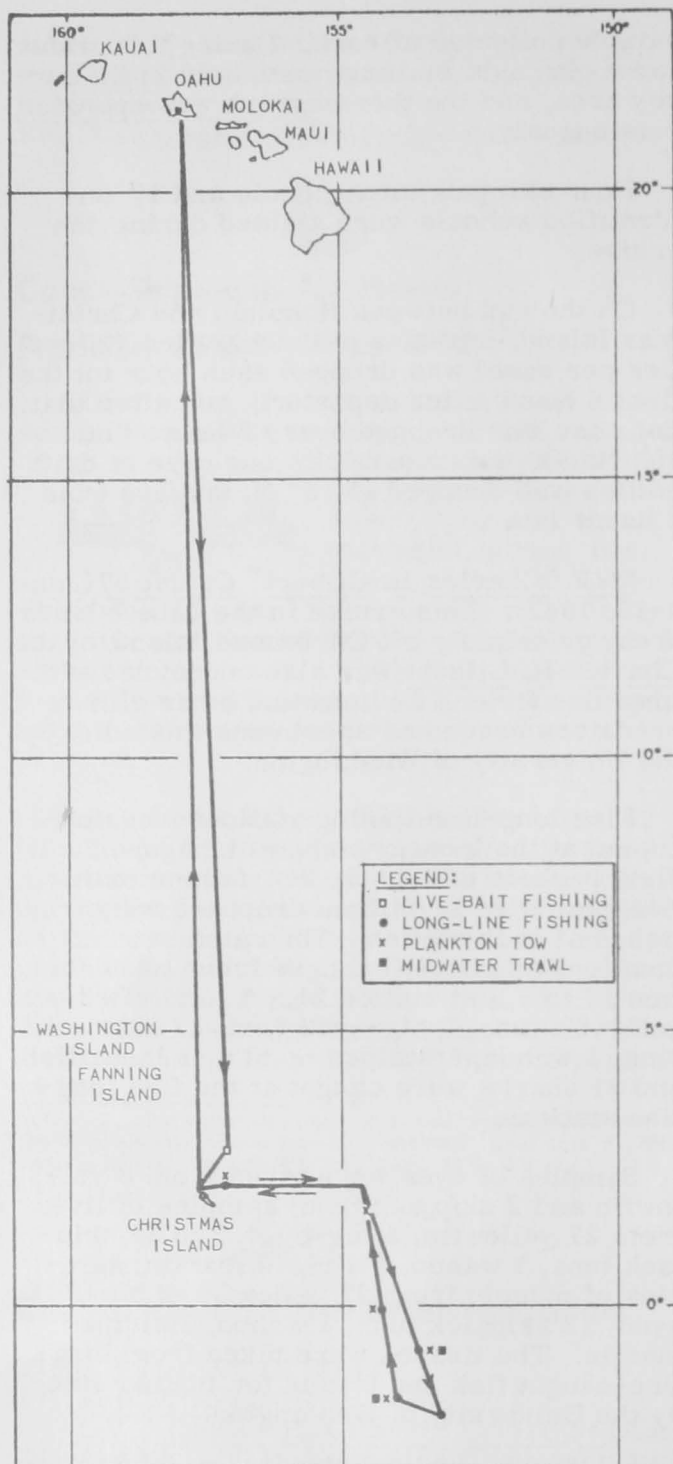 160° 155° 150°
KAUAI
OAHU
MOLOKAI
MAUI
HAWAII
20°
15°
10°
LEGEND:
LIVE-BAIT FISHING
LONG-LINE FISHING
x PLANKTON TOW
MIDWATER TRAWL
WASHINGTON
ISLAND
5°
FANNING
ISLAND
x
CHRISTMAS
ISLAND
0°
x
x
x